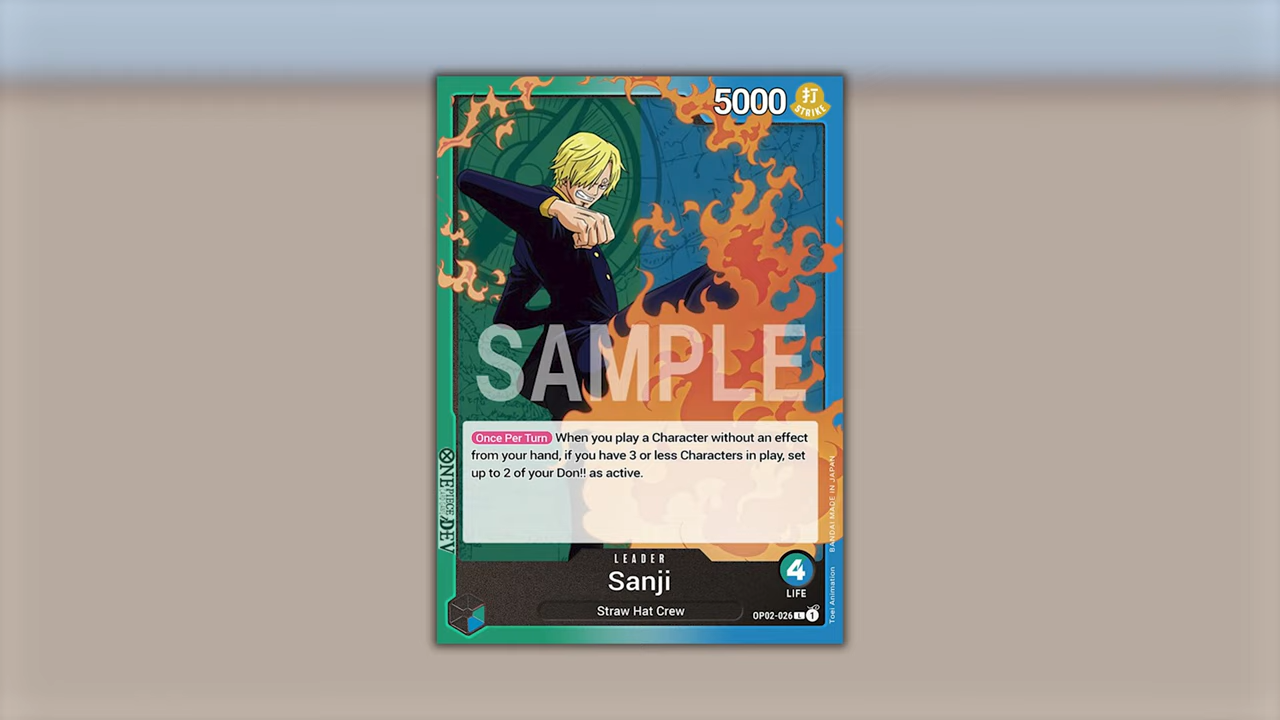 5000 打
STRIKE
SAMPLE
Once Per Turn When you play a Character without an effect
from your hand, if you have 3 or less Characters in play, set
up to 2 of your Don!! as active.
ONE PIECE DEV
BANDAI MADE IN JAPAN
Toei Animation
LEADER
Sanji
4
LIFE
Straw Hat Crew
OP02-026 L 1